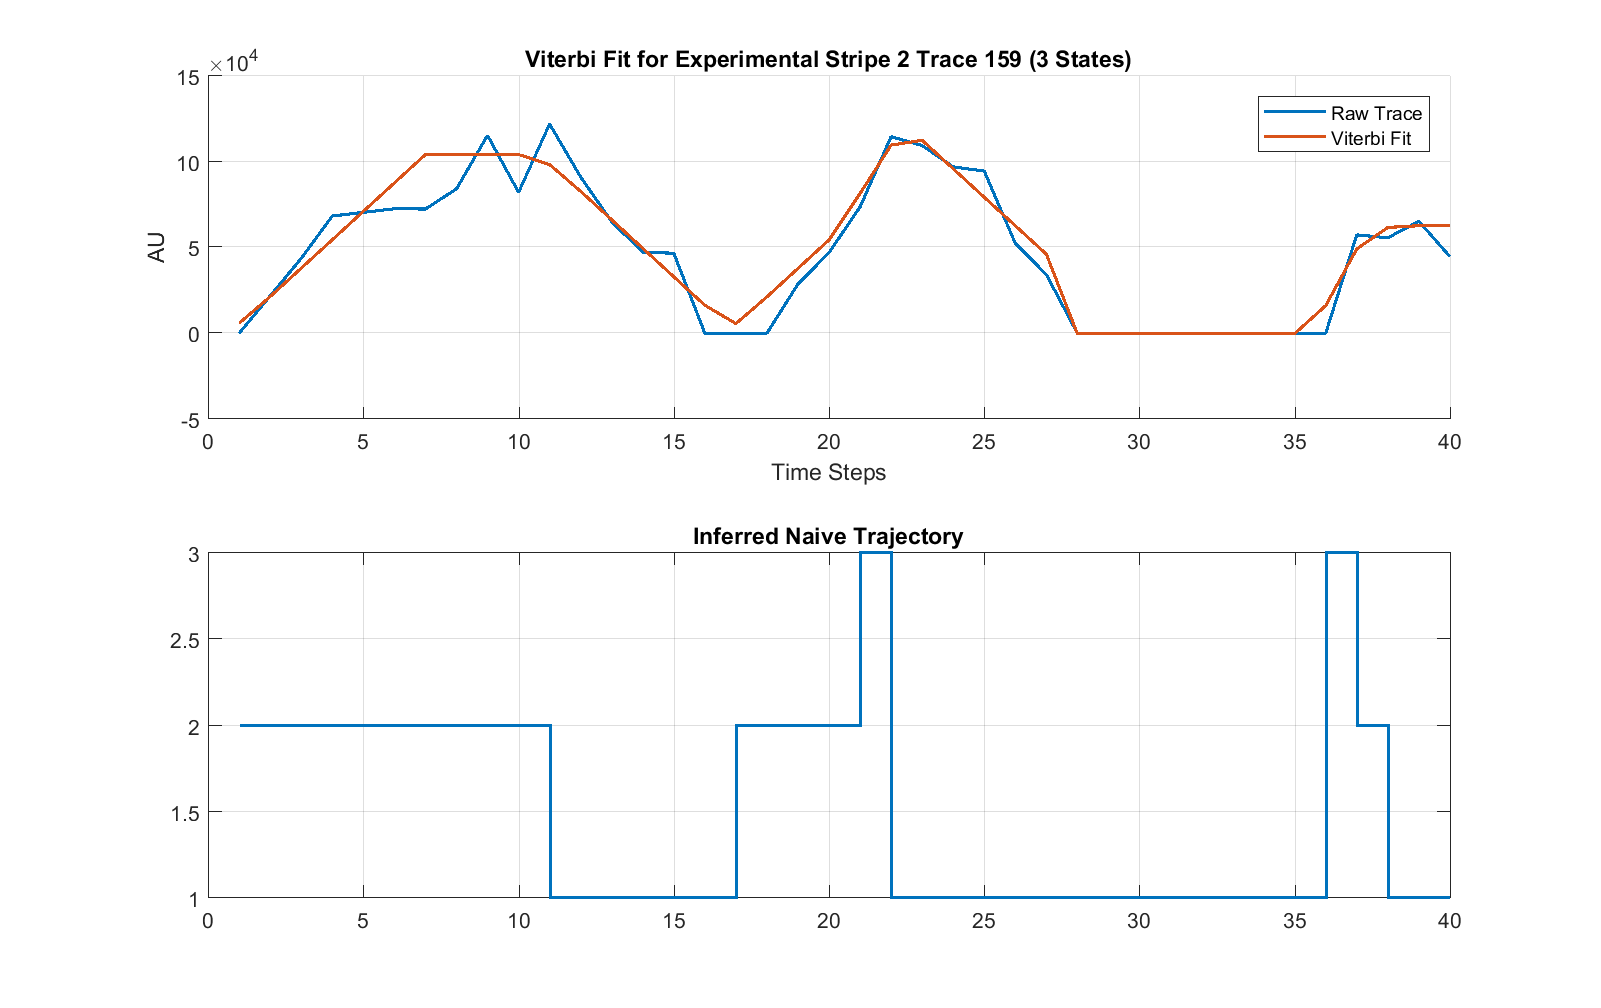 Viterbi Fit for Experimental Stripe 2 Trace 159 (3 States)
×10^4
15
10
5
0
-5
AU
Raw Trace
Viterbi Fit
0 5 10 15 20 25 30 35 40
Time Steps
Inferred Naive Trajectory
3
2.5
2
1.5
1
0 5 10 15 20 25 30 35 40